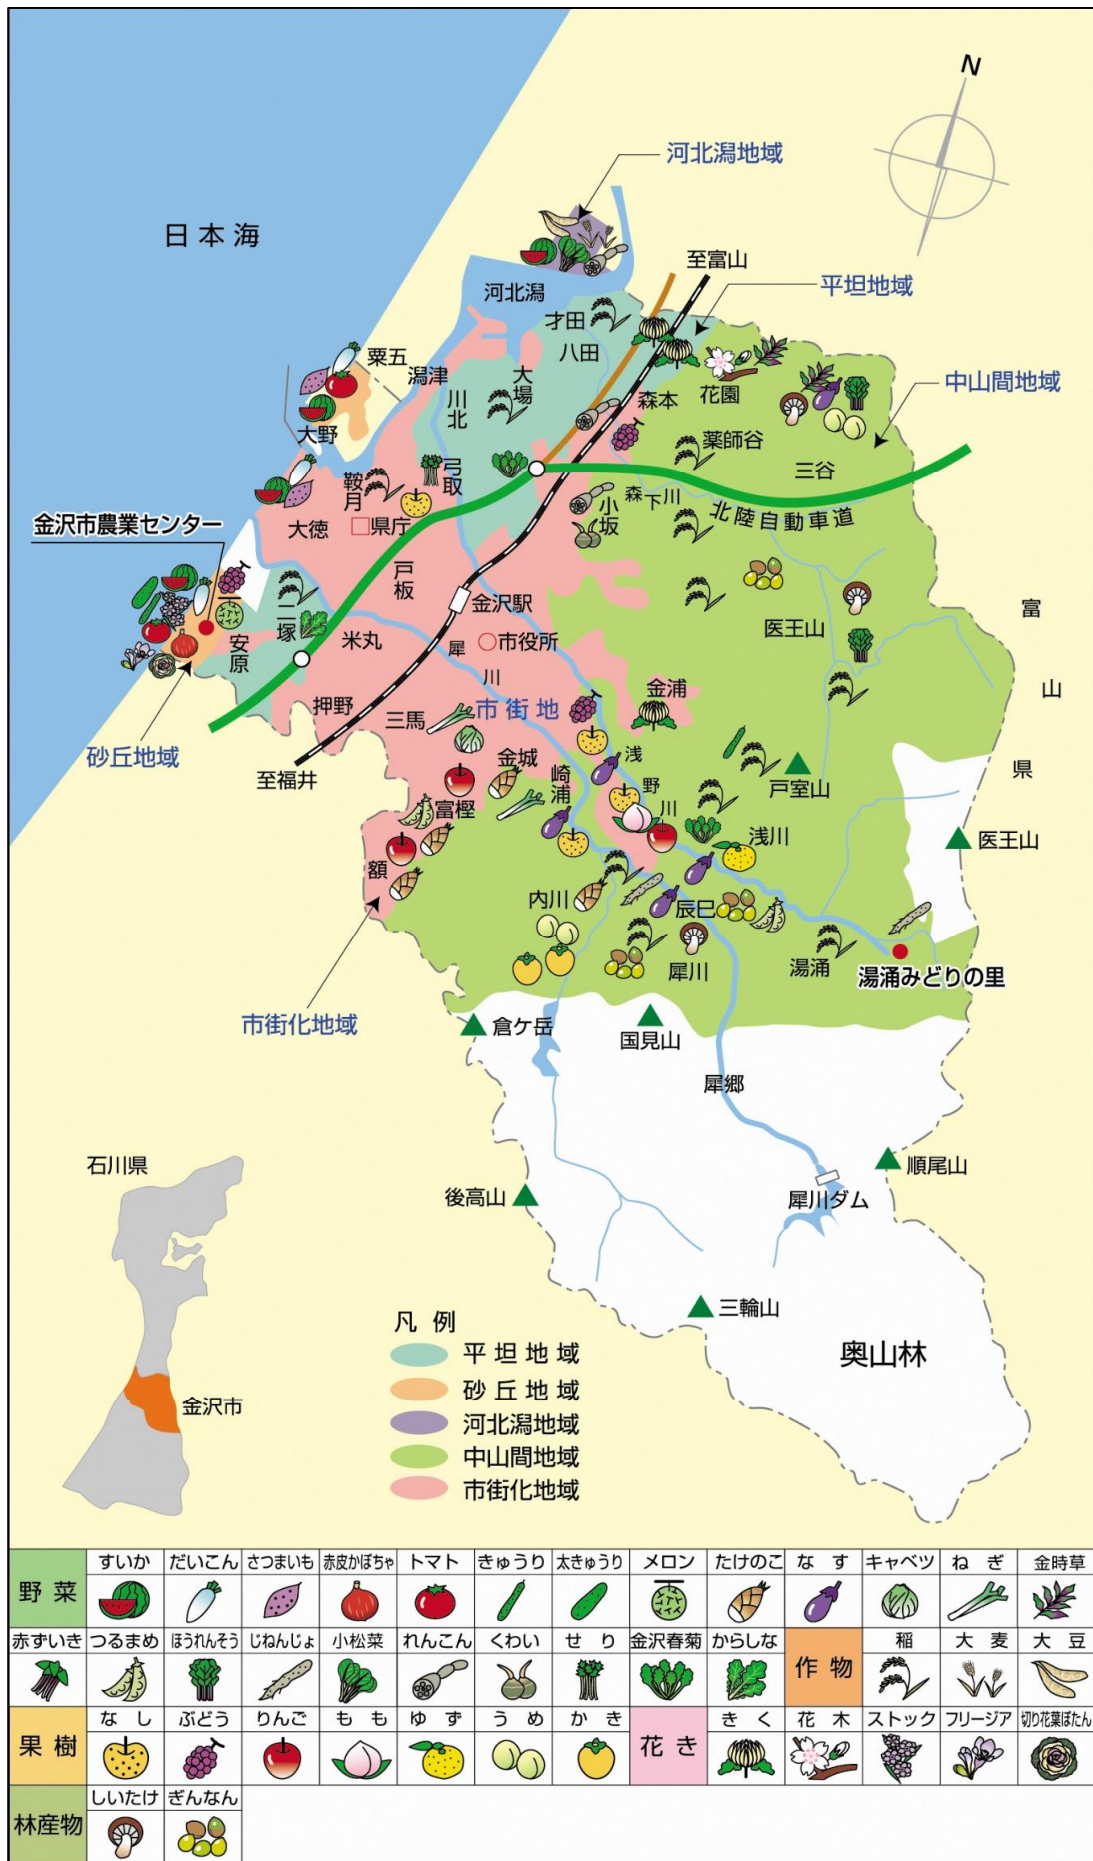 N
河北潟地域
日本海
至富山
平坦地域
河北潟
才田
八田
粟五
潟津
大場
川北
森本
花園
中山間地域
大野
薬師谷
三谷
弓取
鞍月
小坂
森下川
北陸自動車道
金沢市農業センター
大徳
県庁
戸板
金沢駅
富山県
二塚
医王山
安原
米丸
犀川
市役所
金浦
押野
三馬
市街地
砂丘地域
至福井
金城
崎浦
浅野川
戸室山
富樫
浅川
医王山
額
内川
辰巳
犀川
湯涌
湯涌みどりの里
市街化地域
倉ケ岳
国見山
犀郷
石川県
順尾山
後高山
犀川ダム
三輪山
凡例
平坦地域
砂丘地域
河北潟地域
中山間地域
市街化地域
奥山林
金沢市
野菜 すいか だいこん さつまいも 赤皮かぼちゃ トマト きゅうり 太きゅうり メロン たけのこ なす キャベツ ねぎ 金時草
赤ずいき つるまめ ほうれんそう じねんじょ 小松菜 れんこん くわい せり 金沢春菊 からしな 作物 稲 大麦 大豆
果樹 なし ぶどう りんご もも ゆず うめ かき 花き きく 花木 ストック フリージア 切り花葉ぼたん
林産物 しいたけ ぎんなん